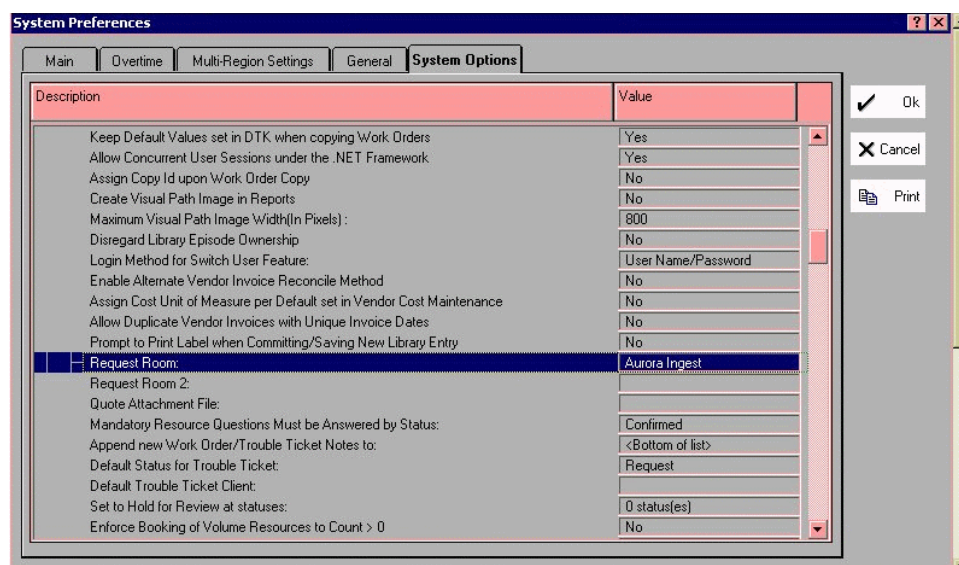 System Preferences
Main Overtime Multi-Region Settings General System Options
Description Value
Ok
Cancel
Print
Keep Default Values set in DTK when copying Work Orders Yes
Allow Concurrent User Sessions under the .NET Framework Yes
Assign Copy Id upon Work Order Copy No
Create Visual Path Image in Reports No
Maximum Visual Path Image Width(In Pixels) : 800
Disregard Library Episode Ownership No
Login Method for Switch User Feature: User Name/Password
Enable Alternate Vendor Invoice Reconcile Method No
Assign Cost Unit of Measure per Default set in Vendor Cost Maintenance No
Allow Duplicate Vendor Invoices with Unique Invoice Dates No
Prompt to Print Label when Committing/Saving New Library Entry No
Request Room: Aurora Ingest
Request Room 2:
Quote Attachment File:
Mandatory Resource Questions Must be Answered by Status: Confirmed
Append new Work Order/Trouble Ticket Notes to: <Bottom of list>
Default Status for Trouble Ticket: Request
Default Trouble Ticket Client:
Set to Hold for Review at statuses: 0 status(es)
Enforce Booking of Volume Resources to Count > 0 No